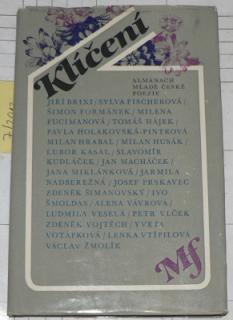 Klíčení
ALMANACH
MLADÉ ČESKÉ
POEZIE
JIŘÍ BRIXI/SYLVA FISCHEROVÁ/
ŠIMON FORMÁNEK/MILENA
FUCIMANOVÁ/TOMÁŠ HÁJEK/
PAVLA HOLAKOVSKÁ-PINTROVÁ
MILAN HRABAL/MILAN HUSÁK/
LUBOR KASAL/SLAVOMÍR
KUDLÁČEK/JAN MACHÁČEK/
JANA MIKLÁNKOVÁ/JARMILA
NADBEREŽNÁ/JOSEF PRSKAVEC
ZDENĚK ŠIMANOVSKÝ/IVO
ŠMOLDAS/ALENA VÁVROVÁ/
LUDMILA VESELÁ/PETR VLČEK
ZDENĚK VOJTĚCH/YVETA
VOTÁPKOVÁ/LENKA VTÍPILOVÁ
VÁCLAV ŽMOLÍK
Mf